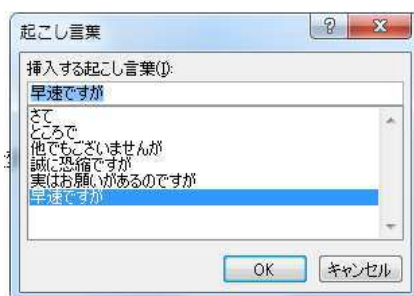 起こし言葉
挿入する起こし言葉(I):
早速ですが
さて
ところで
他でもございませんが
誠に恐縮ですが
実はお願いがあるのですが
早速ですが
OK
キャンセル